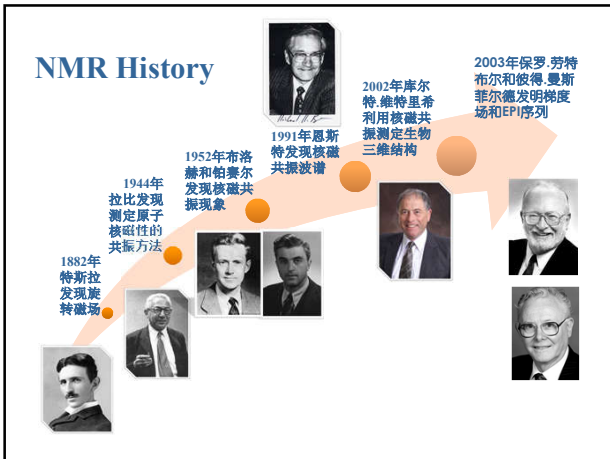 NMR History
1882年
特斯拉
发现旋
转磁场
1944年
拉比发现
测定原子
核磁性的
共振方法
1952年布洛
赫和帕赛尔
发现核磁共
振现象
1991年恩斯
特发现核磁
共振波谱
2002年库尔
特.维特里希
利用核磁共
振测定生物
三维结构
2003年保罗.劳特
布尔和彼得.曼斯
菲尔德发明梯度
场和EPI序列